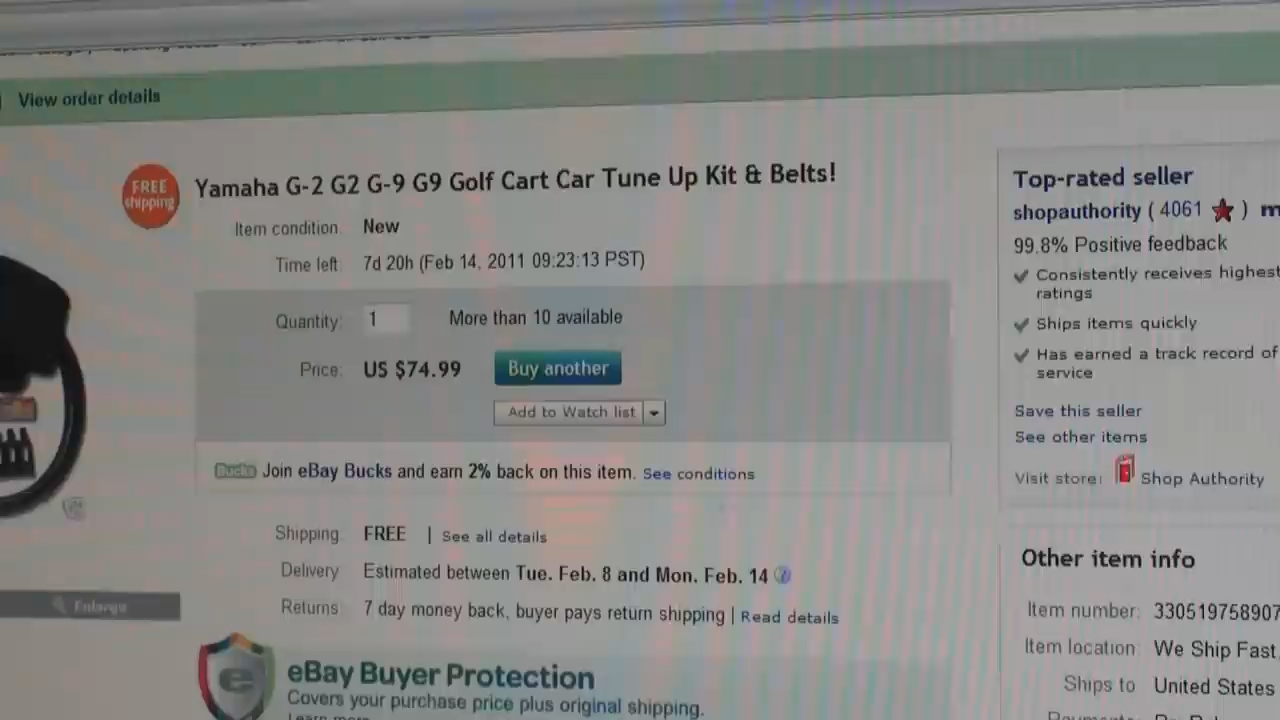 View order details
FREE
shipping
Yamaha G-2 G2 G-9 G9 Golf Cart Car Tune Up Kit & Belts!
Item condition: New
Time left: 7d 20h (Feb 14, 2011 09:23:13 PST)
Quantity: 1 More than 10 available
Price: US $74.99 Buy another
Add to Watch list
Bucks Join eBay Bucks and earn 2% back on this item. See conditions
Shipping: FREE | See all details
Delivery Estimated between Tue. Feb. 8 and Mon. Feb. 14
Returns: 7 day money back, buyer pays return shipping | Read details
Enlarge
e
eBay Buyer Protection
Covers your purchase price plus original shipping.
Learn more
Top-rated seller
shopauthority ( 4061 ) m
99.8% Positive feedback
Consistently receives highest
ratings
Ships items quickly
Has earned a track record of
service
Save this seller
See other items
Visit store: Shop Authority
Other item info
Item number: 330519758907
Item location: We Ship Fast,
Ships to United States